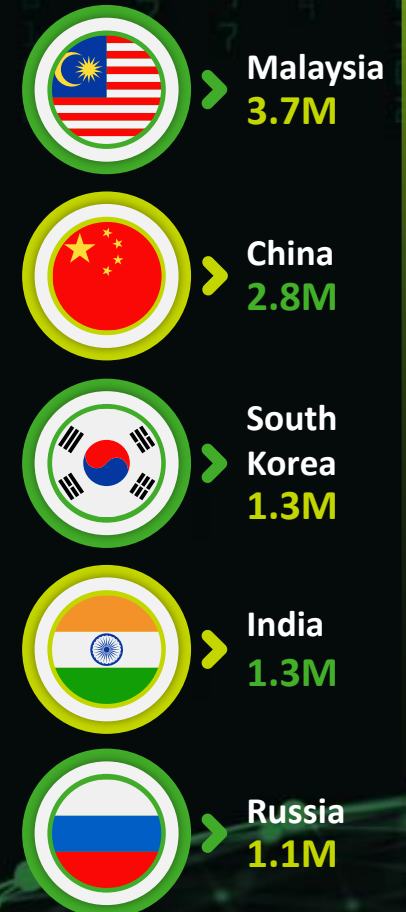 Malaysia
3.7M
China
2.8M
South
Korea
1.3M
India
1.3M
Russia
1.1M